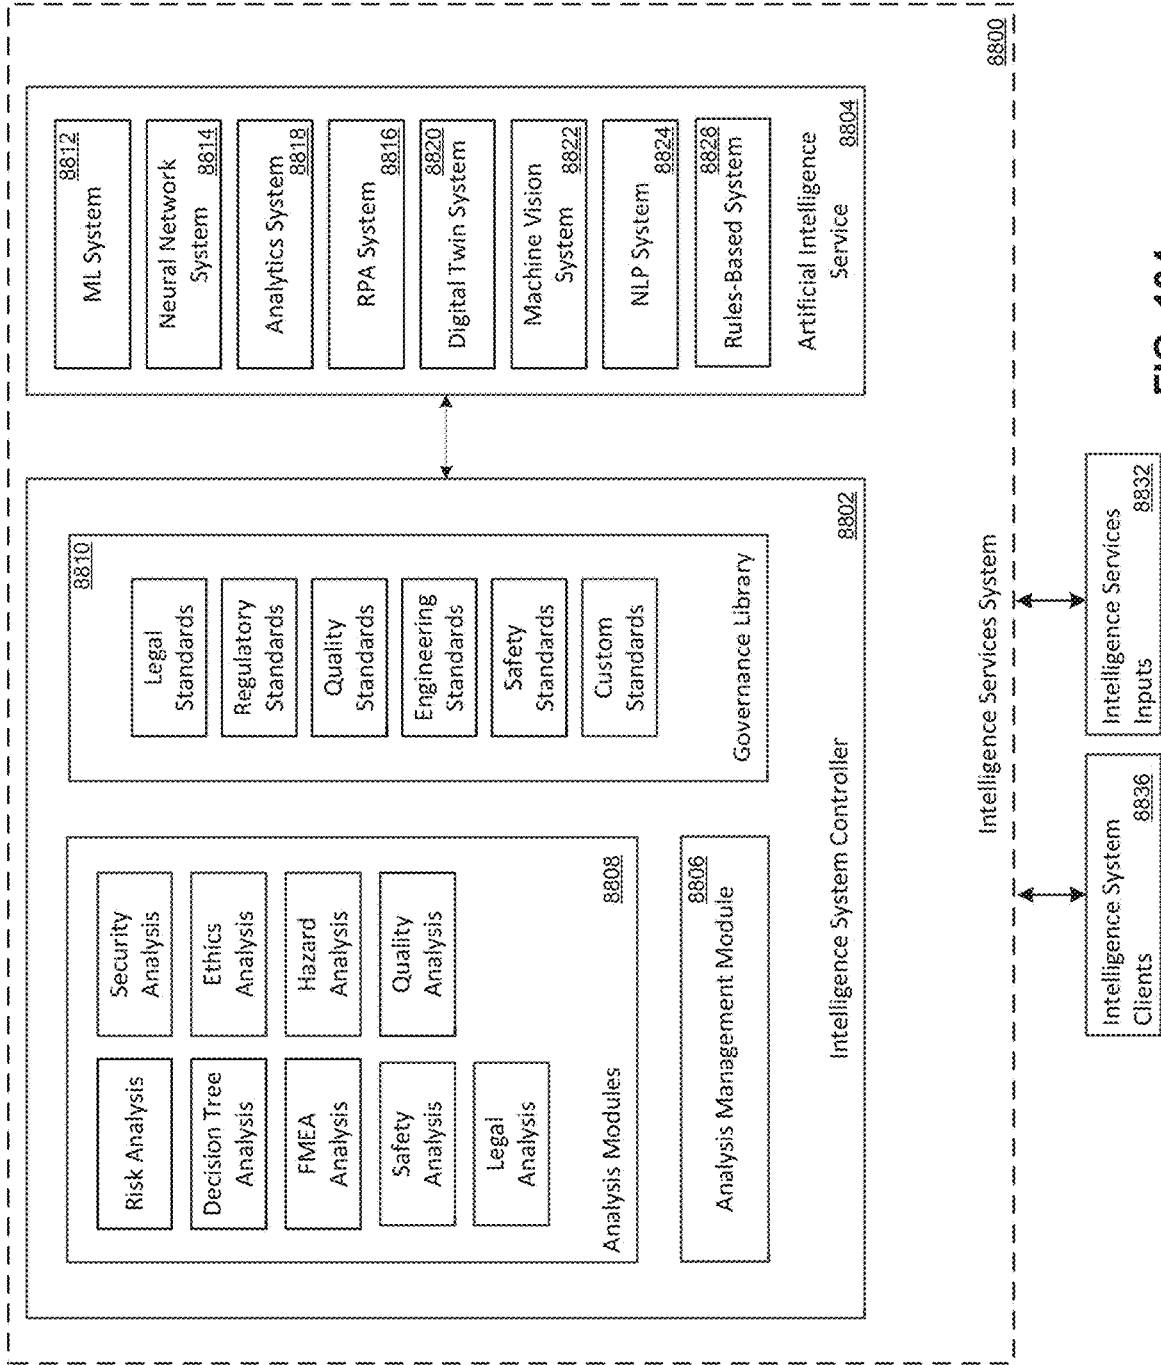 Risk Analysis
Security
Analysis
Decision Tree
Analysis
Ethics
Analysis
FMEA
Analysis
Hazard
Analysis
Safety
Analysis
Quality
Analysis
Legal
Analysis
Analysis Modules
8808
8806
Analysis Management Module
8810
Legal
Standards
Regulatory
Standards
Quality
Standards
Engineering
Standards
Safety
Standards
Custom
Standards
Governance Library
Intelligence System Controller
8802
8812
ML System
Neural Network
System 8814
Analytics System
8818
RPA System
8816
8820
Digital Twin System
Machine Vision
System 8822
NLP System
8824
8828
Rules-Based System
Artificial Intelligence
Service 8804
Intelligence Services System
8800
Intelligence System
Clients 8836
Intelligence Services
Inputs 8832